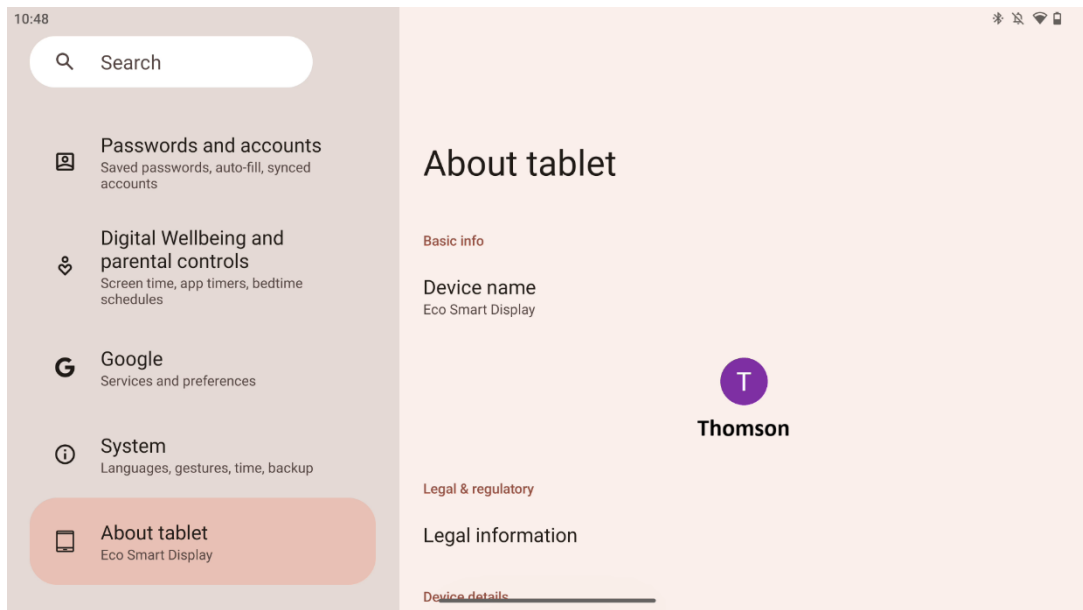 10:48
Search
Passwords and accounts
Saved passwords, auto-fill, synced
accounts
Digital Wellbeing and
parental controls
Screen time, app timers, bedtime
schedules
G
Google
Services and preferences
System
Languages, gestures, time, backup
About tablet
Eco Smart Display
About tablet
Basic info
Device name
Eco Smart Display
T
Thomson
Legal & regulatory
Legal information
Device details